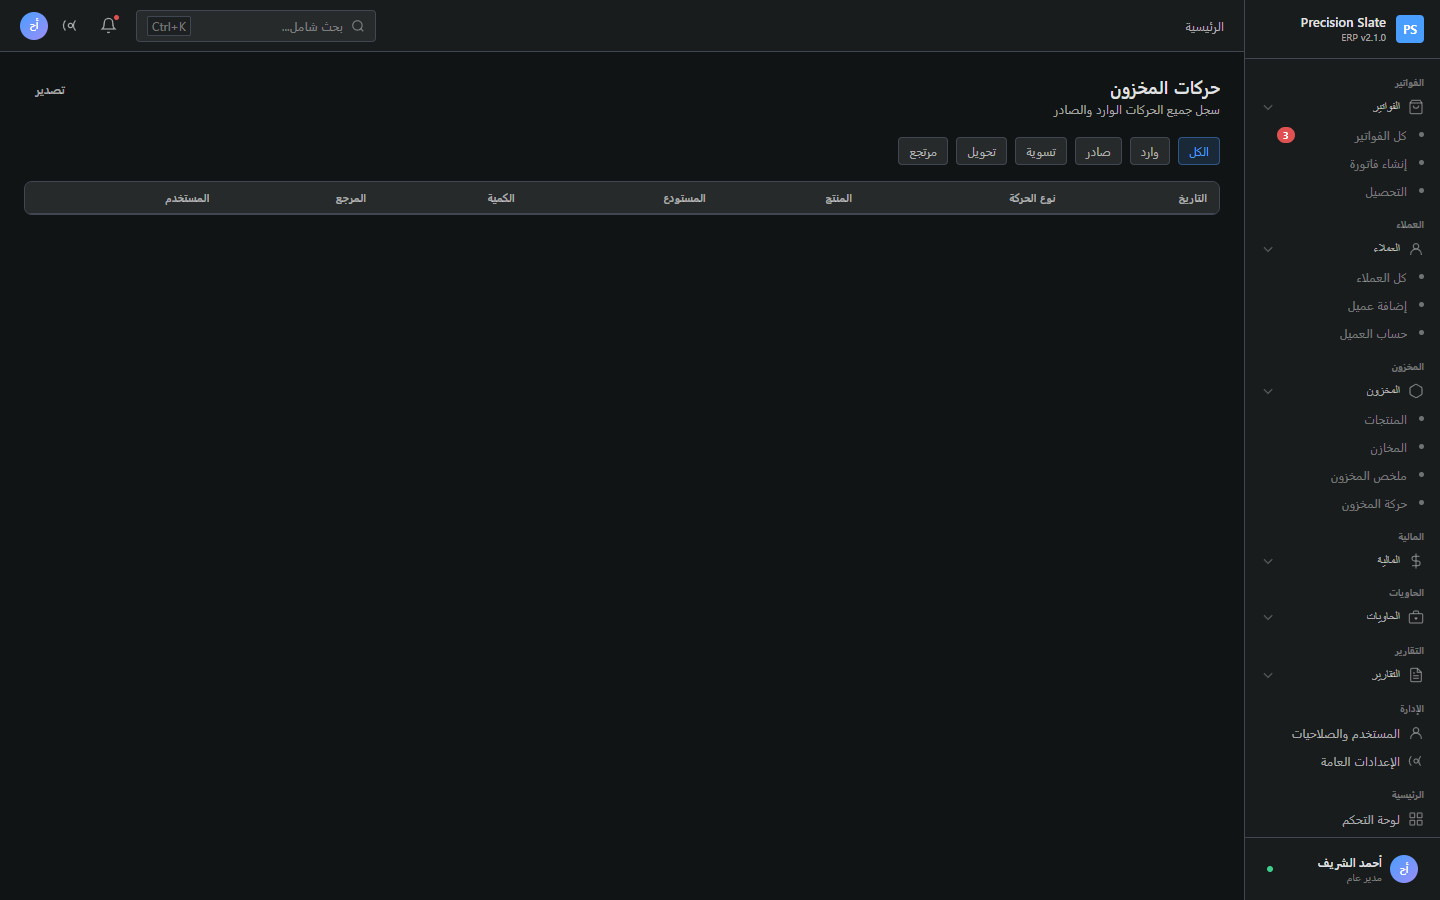 Precision Slate
PS
ERP v2.1.0
الفواتير
الفواتير
كل الفواتير
3
إنشاء فاتورة
التحصيل
العملاء
العملاء
كل العملاء
إضافة عميل
حساب العميل
المخزون
المخزون
المنتجات
المخازن
ملخص المخزون
حركة المخزون
المالية
المالية
الحاويات
الحاويات
التقارير
التقارير
الإدارة
المستخدم والصلاحيات
الإعدادات العامة
الرئيسية
لوحة التحكم
أح
أحمد الشريف
مدير عام
الرئيسية
بحث شامل...
Ctrl+K
أح
حركات المخزون
سجل جميع الحركات الوارد والصادر
تصدير
الكل وارد صادر تسوية تحويل مرتجع
التاريخ نوع الحركة المنتج المستودع الكمية المرجع المستخدم